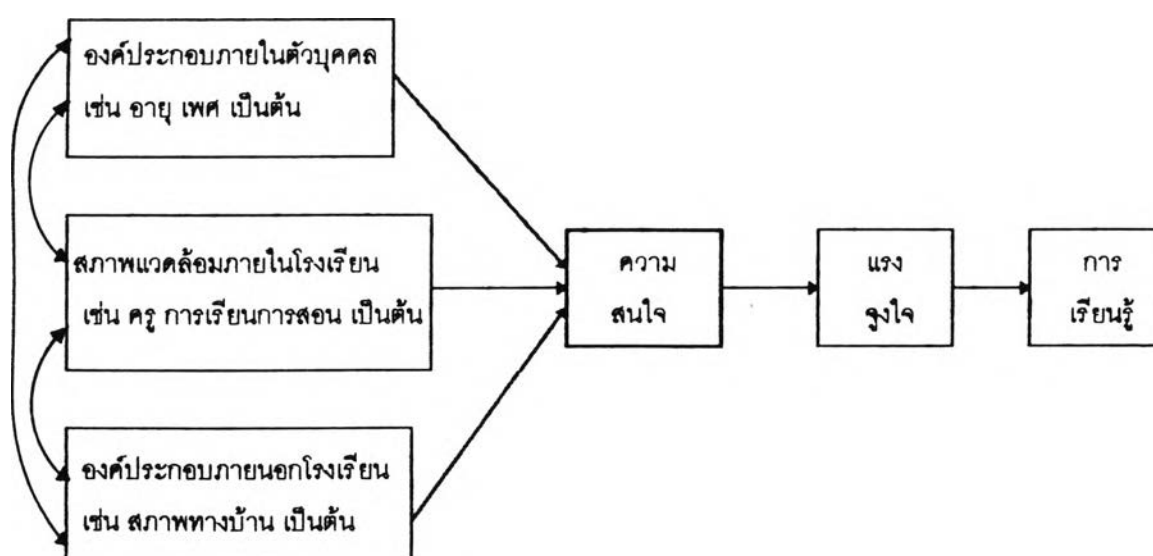 องค์ประกอบภายในตัวบุคคล
เช่น อายุ เพศ เป็นต้น
สภาพแวดล้อมภายในโรงเรียน
เช่น ครู การเรียนการสอน เป็นต้น
องค์ประกอบภายนอกโรงเรียน
เช่น สภาพทางบ้าน เป็นต้น
ความ
สนใจ
แรง
จูงใจ
การ
เรียนรู้